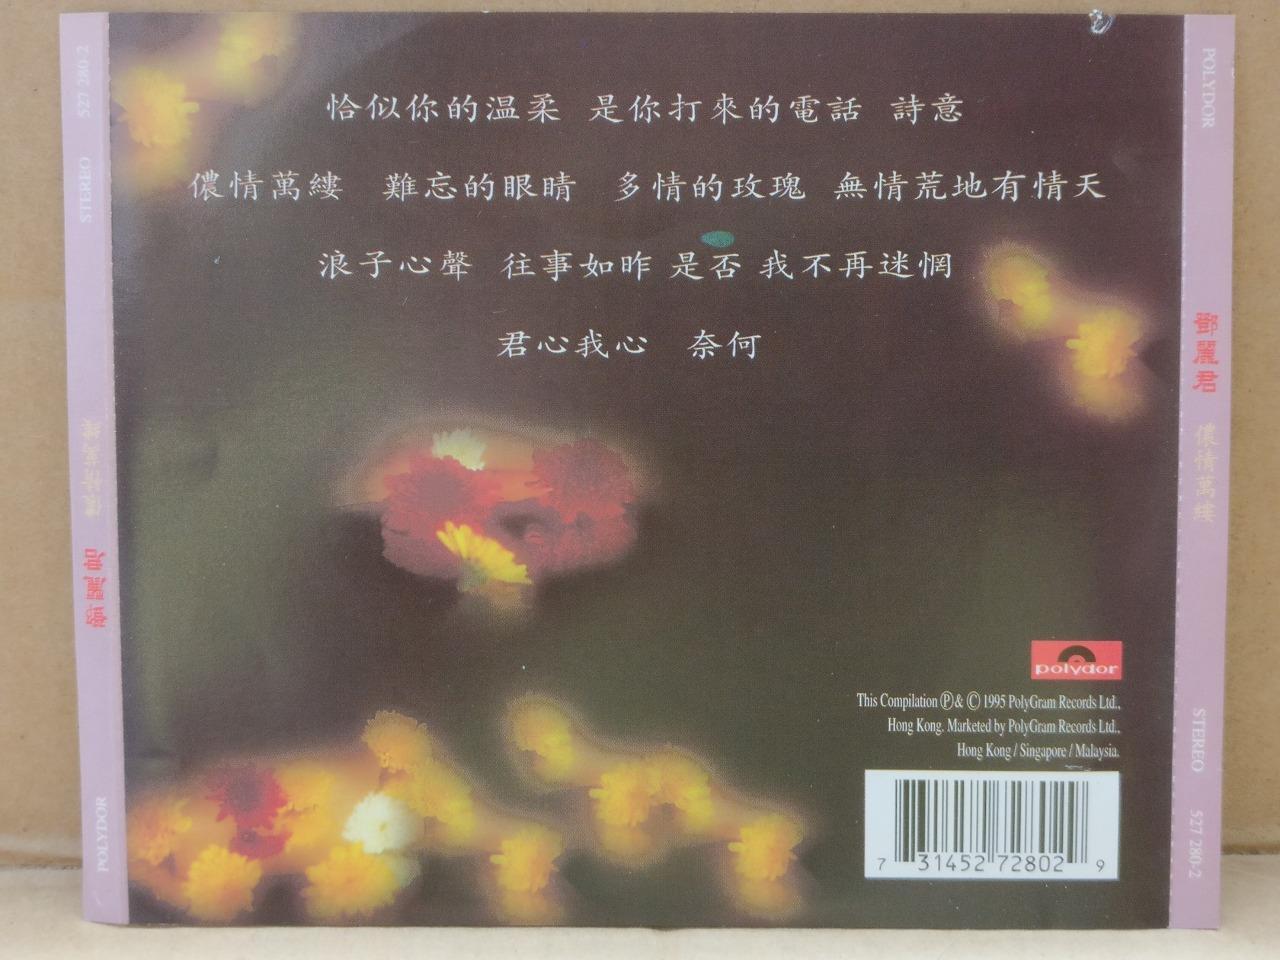 恰似你的溫柔 是你打來的電話 詩意
儂情萬縷 難忘的眼睛 多情的玫瑰 無情荒地有情天
浪子心聲 往事如昨 是否 我不再迷惘
君心我心 奈何
polydor
This Compilation Ⓟ & © 1995 PolyGram Records Ltd.,
Hong Kong. Marketed by PolyGram Records Ltd.,
Hong Kong / Singapore / Malaysia.
7 31452 72802 9
POLYDOR
鄧麗君
儂情萬縷
STEREO
527 280-2
527 280-2
STEREO
儂情萬縷
鄧麗君
POLYDOR